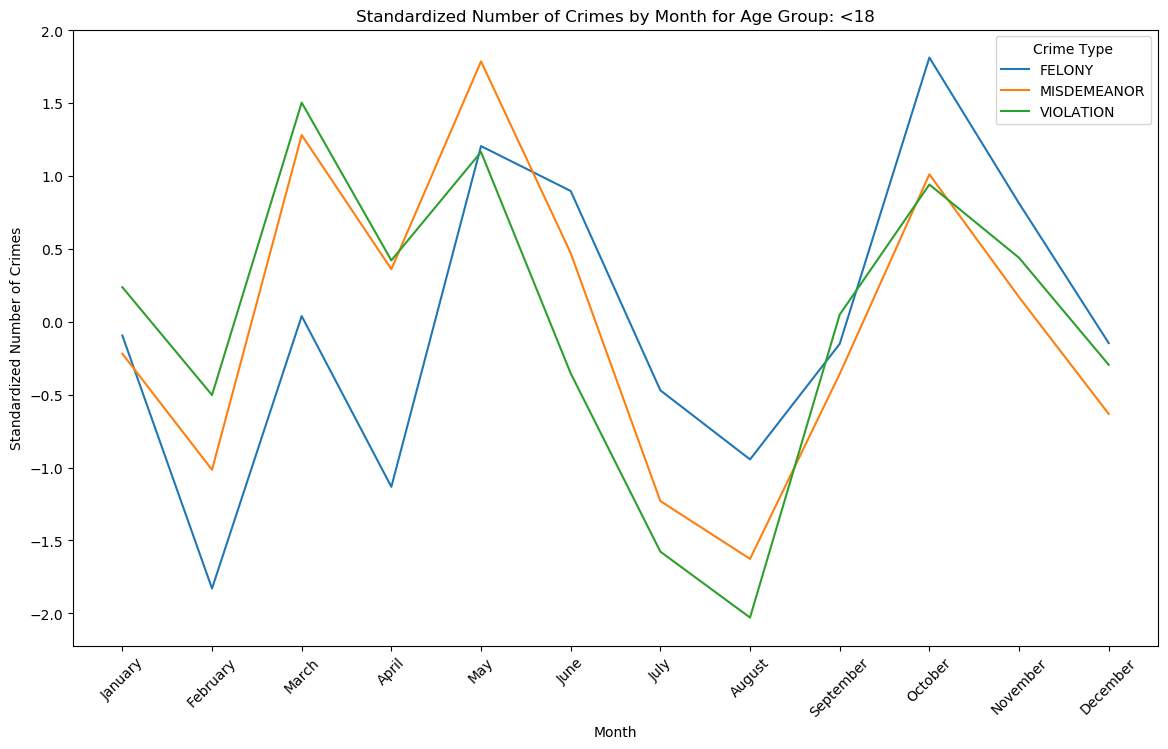 Standardized Number of Crimes by Month for Age Group: <18
Crime Type
FELONY
MISDEMEANOR
VIOLATION
Standardized Number of Crimes
2.0
1.5
1.0
0.5
0.0
−0.5
−1.0
−1.5
−2.0
January
February
March
April
May
June
July
August
September
October
November
December
Month